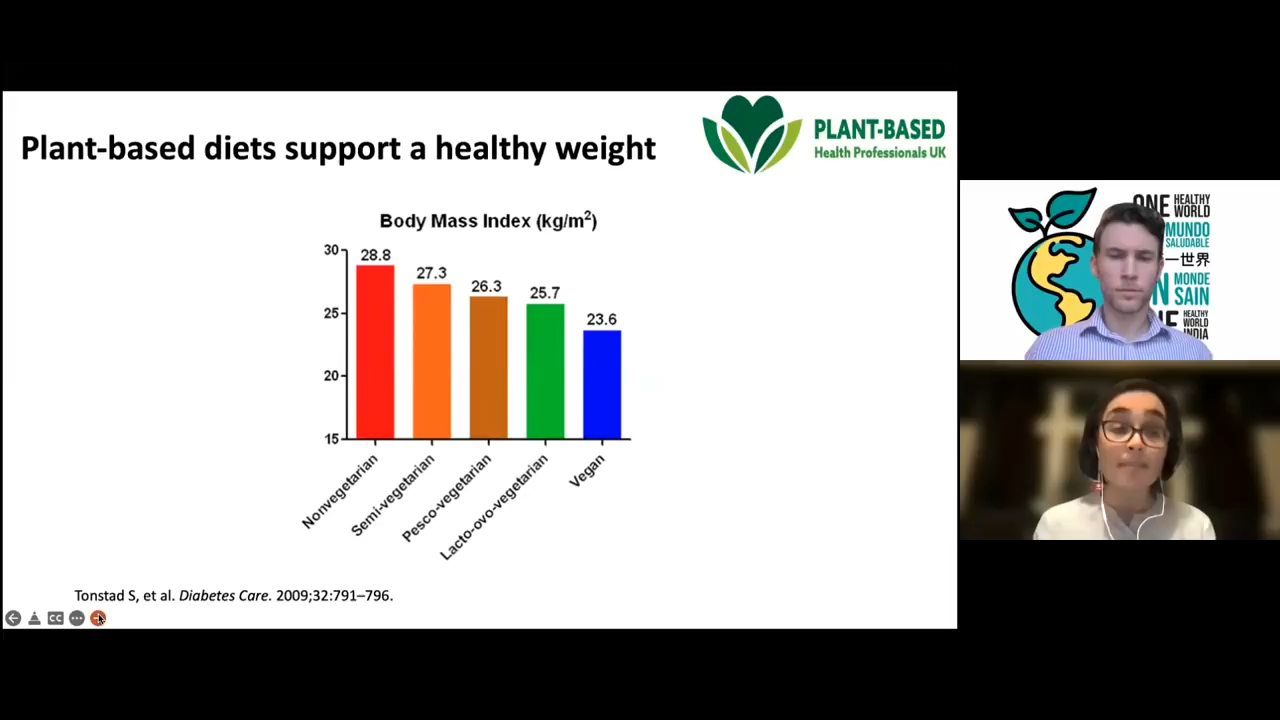 Plant-based diets support a healthy weight
PLANT-BASED
Health Professionals UK
Body Mass Index (kg/m²)
30
25
20
15
28.8
27.3
26.3
25.7
23.6
Nonvegetarian
Semi-vegetarian
Pesco-vegetarian
Lacto-ovo-vegetarian
Vegan
Tonstad S, et al. Diabetes Care. 2009;32:791–796.
CC
ONE HEALTHY
WORLD
MUNDO
SALUDABLE
一世界
MONDE
SAIN
HEALTHY
WORLD
INDIA